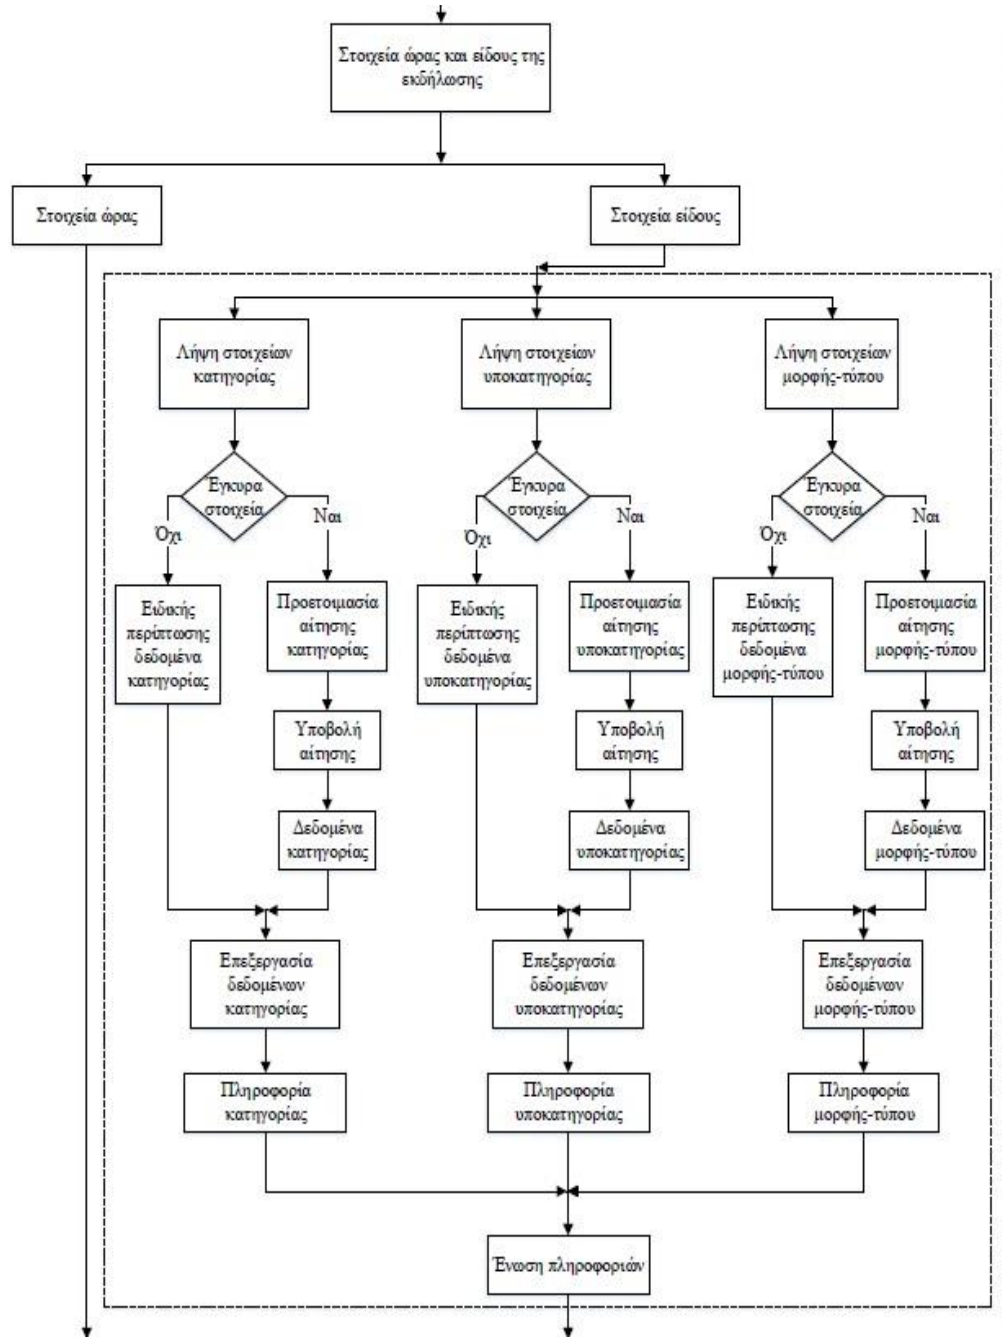 Στοιχεία ώρας και είδους της
εκδήλωσης
Στοιχεία ώρας
Στοιχεία είδους
Λήψη στοιχείων
κατηγορίας
Λήψη στοιχείων
υποκατηγορίας
Λήψη στοιχείων
μορφής-τύπου
Έγκυρα
στοιχεία
Όχι
Ναι
Έγκυρα
στοιχεία
Όχι
Ναι
Έγκυρα
στοιχεία
Όχι
Ναι
Ειδικής
περίπτωσης
δεδομένα
κατηγορίας
Προετοιμασία
αίτησης
κατηγορίας
Ειδικής
περίπτωσης
δεδομένα
υποκατηγορίας
Προετοιμασία
αίτησης
υποκατηγορίας
Ειδικής
περίπτωσης
δεδομένα
μορφής-τύπου
Προετοιμασία
αίτησης
μορφής-τύπου
Υποβολή
αίτησης
Υποβολή
αίτησης
Υποβολή
αίτησης
Δεδομένα
κατηγορίας
Δεδομένα
υποκατηγορίας
Δεδομένα
μορφής-τύπου
Επεξεργασία
δεδομένων
κατηγορίας
Επεξεργασία
δεδομένων
υποκατηγορίας
Επεξεργασία
δεδομένων
μορφής-τύπου
Πληροφορία
κατηγορίας
Πληροφορία
υποκατηγορίας
Πληροφορία
μορφής-τύπου
Ένωση πληροφοριών